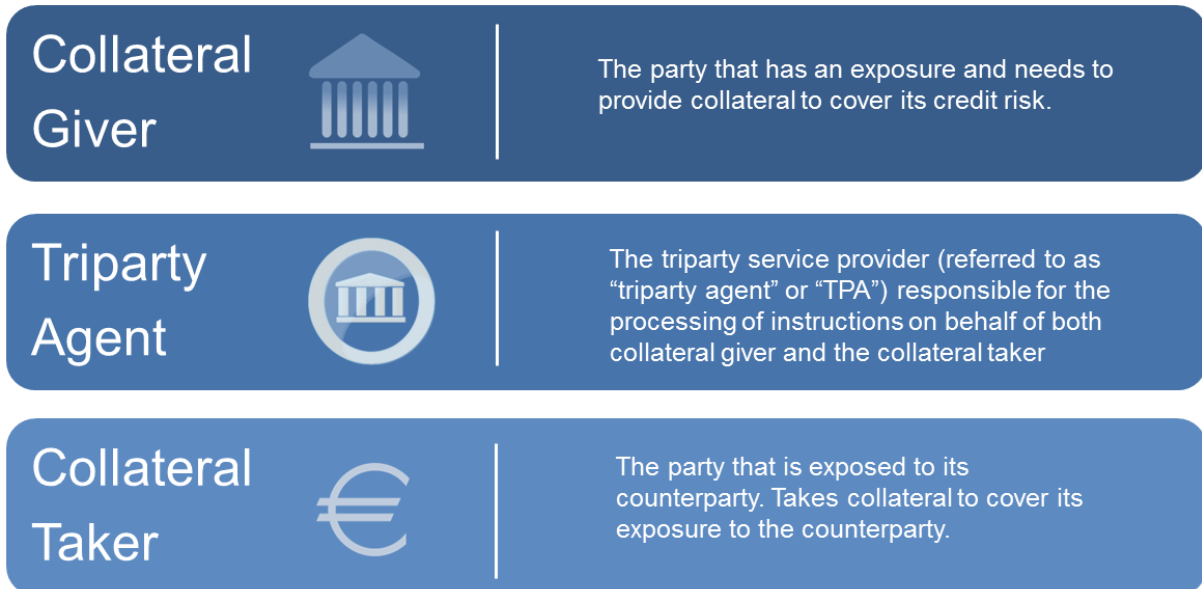 Collateral
Giver
The party that has an exposure and needs to
provide collateral to cover its credit risk.
Triparty
Agent
The triparty service provider (referred to as
“triparty agent” or “TPA”) responsible for the
processing of instructions on behalf of both
collateral giver and the collateral taker
Collateral
Taker
€
The party that is exposed to its
counterparty. Takes collateral to cover its
exposure to the counterparty.